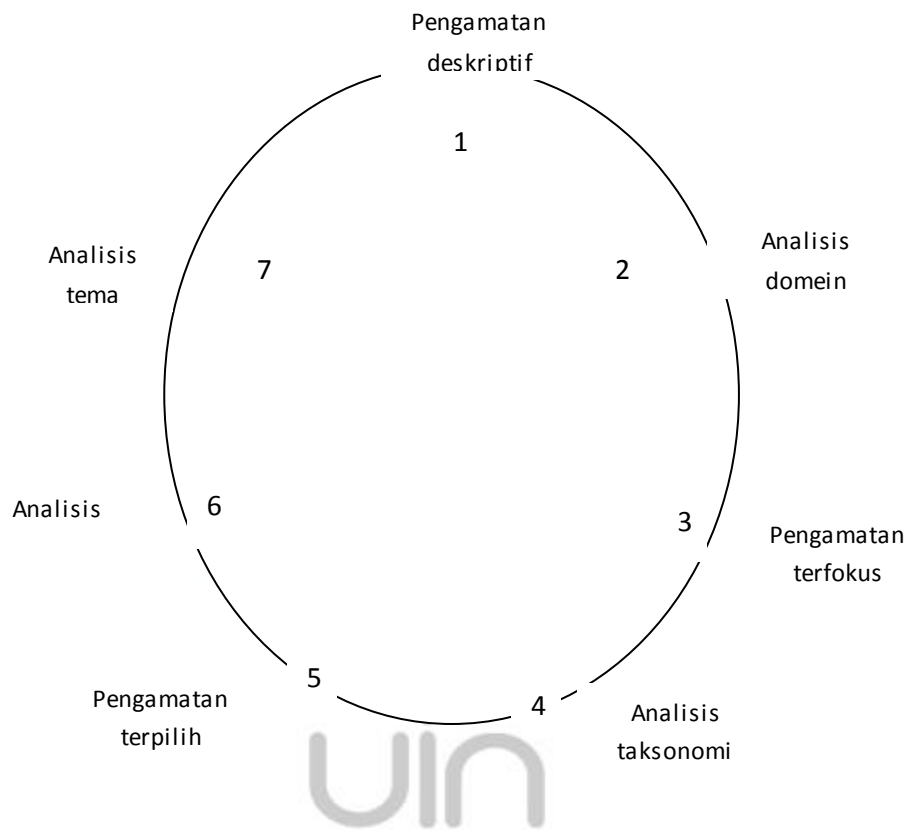 Pengamatan
deskriptif
1
Analisis
domein
2
Pengamatan
terfokus
3
Analisis
taksonomi
4
Pengamatan
terpilih
5
Analisis
6
Analisis
tema
7
uin